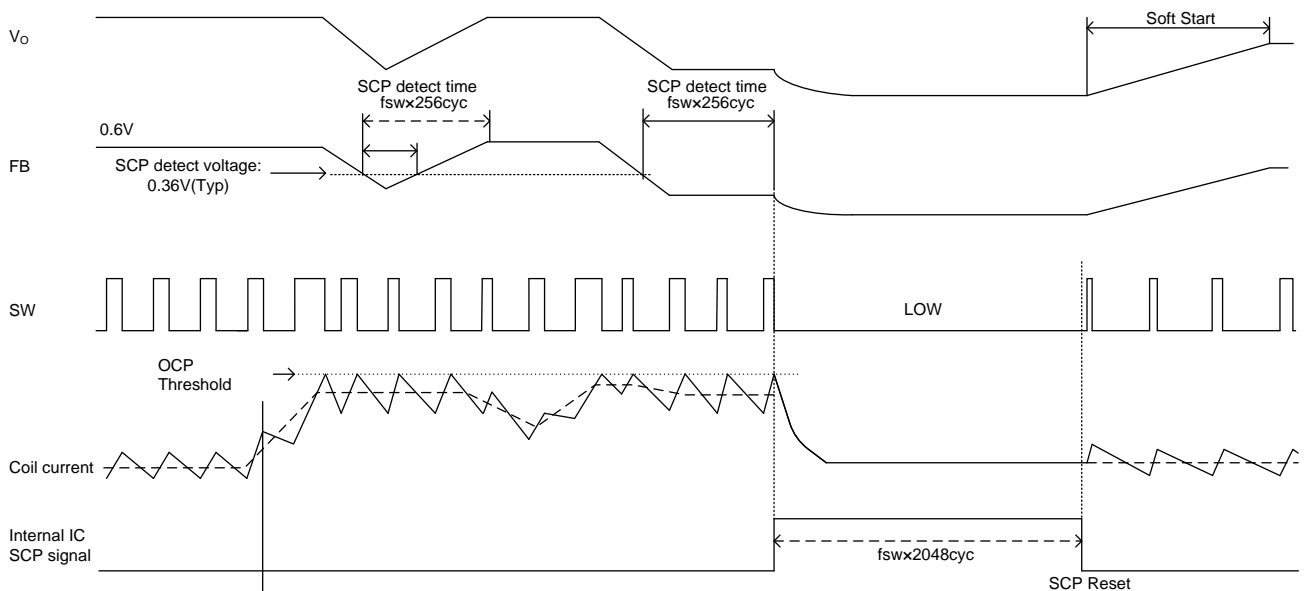 Soft Start
VO
SCP detect time
fsw×256cyc
SCP detect time
fsw×256cyc
0.6V
FB
SCP detect voltage:
0.36V(Typ)
SW
LOW
OCP
Threshold
Coil current
Internal IC
SCP signal
fsw×2048cyc
SCP Reset